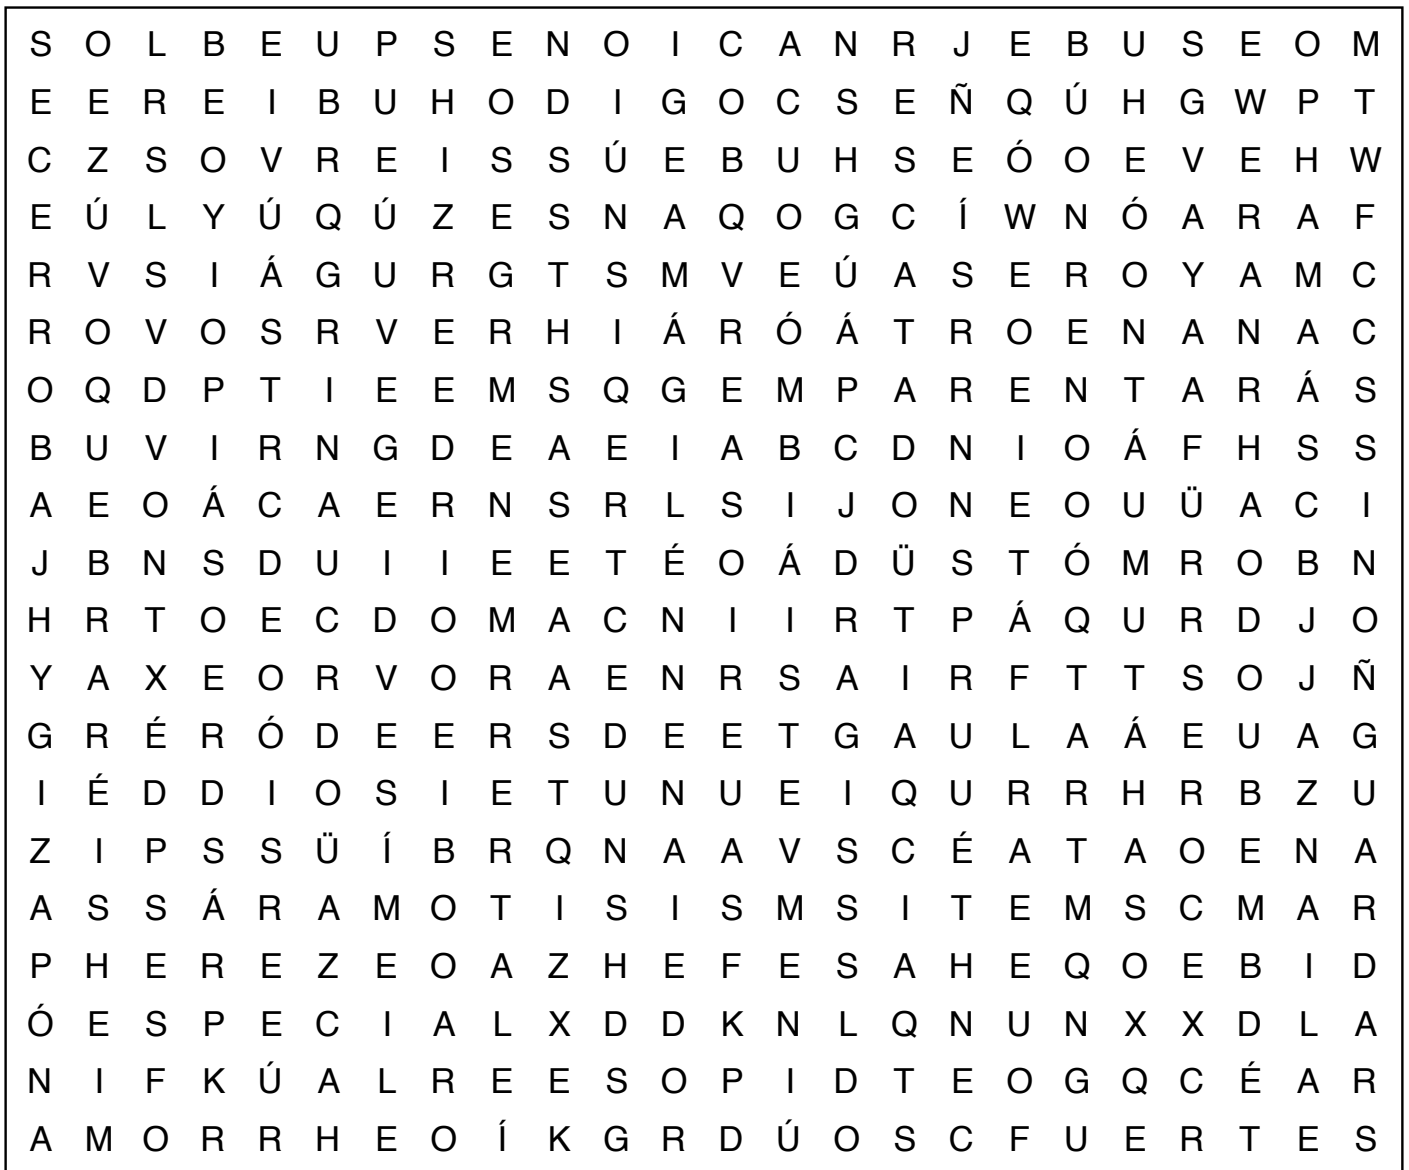 S O L B E U P S E N O I C A N R J E B U S E O M
E E R E I B U H O D I G O C S E Ñ Q Ú H G W P T
C Z S O V R E I S S Ú E B U H S E Ó O E V E H W
E Ú L Y Ú Q Ú Z E S N A Q O G C Í W N Ó A R A F
R V S I Á G U R G T S M V E Ú A S E R O Y A M C
R O V O S R V E R H I Á R Ó Á T R O E N A N A C
O Q D P T I E E M S Q G E M P A R E N T A R Á S
B U V I R N G D E A E I A B C D N I O Á F H S S
A E O Á C A E R N S R L S I J O N E O U Ü A C I
J B N S D U I I E E T É O Á D Ü S T Ó M R O B N
H R T O E C D O M A C N I I R T P Á Q U R D J O
Y A X E O R V O R A E N R S A I R F T T S O J Ñ
G R É R Ó D E E R S D E E T G A U L A Á E U A G
I É D D I O S I E T U N U E I Q U R R H R B Z U
Z I P S S Ü Í B R Q N A A V S C É A T A O E N A
A S S Á R A M O T I S I S M S I T E M S C M A R
P H E R E Z E O A Z H E F E S A H E Q O E B I D
Ó E S P E C I A L X D D K N L Q N U N X X D L A
N I F K Ú A L R E E S O P I D T E O G Q C É A R
A M O R R H E O Í K G R D Ú O S C F U E R T E S